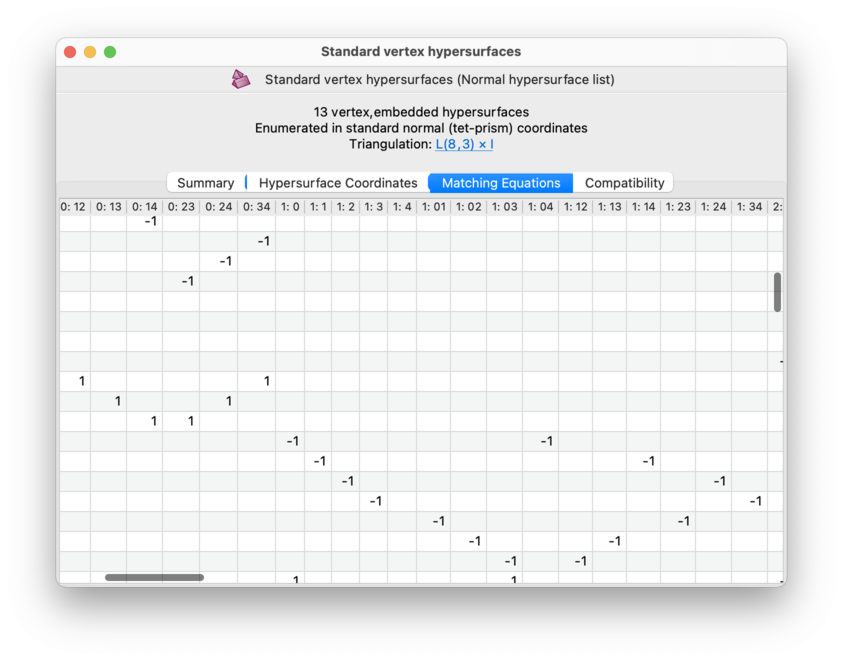 Standard vertex hypersurfaces
Standard vertex hypersurfaces (Normal hypersurface list)
13 vertex,embedded hypersurfaces
Enumerated in standard normal (tet-prism) coordinates
Triangulation: L(8,3) × I
Summary Hypersurface Coordinates Matching Equations Compatibility
0: 12 0: 13 0: 14 0: 23 0: 24 0: 34 1: 0 1: 1 1: 2 1: 3 1: 4 1: 01 1: 02 1: 03 1: 04 1: 12 1: 13 1: 14 1: 23 1: 24 1: 34 2:
-1
-1
-1
-1
1 1
1 1
1 1
-1 -1
-1 -1
-1 -1
-1 -1
-1 -1
-1 -1
-1 -1
1 1